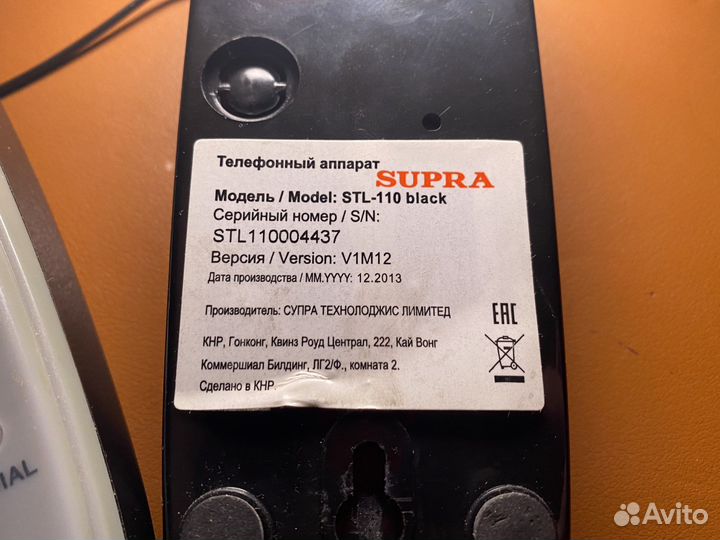 Телефонный аппарат
SUPRA
Модель / Model: STL-110 black
Серийный номер / S/N:
STL110004437
Версия / Version: V1M12
Дата производства / MM.YYYY: 12.2013
Производитель: СУПРА ТЕХНОЛОДЖИС ЛИМИТЕД
EAC
КНР, Гонконг, Квинз Роуд Централ, 222, Кай Вонг
Коммершиал Билдинг, ЛГ2/Ф., комната 2.
Сделано в КНР.
Avito